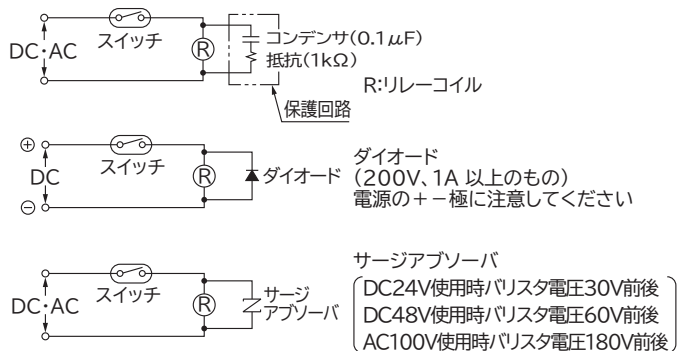 スイッチ
DC・AC
R
コンデンサ(0.1μF)
抵抗(1kΩ)
R:リレーコイル
保護回路
⊕
DC
⊖
スイッチ
R
ダイオード
ダイオード
(200V、1A 以上のもの)
電源の+−極に注意してください
DC・AC
スイッチ
R
サージ
アブソーバ
サージアブソーバ
DC24V使用時バリスタ電圧30V前後
DC48V使用時バリスタ電圧60V前後
AC100V使用時バリスタ電圧180V前後